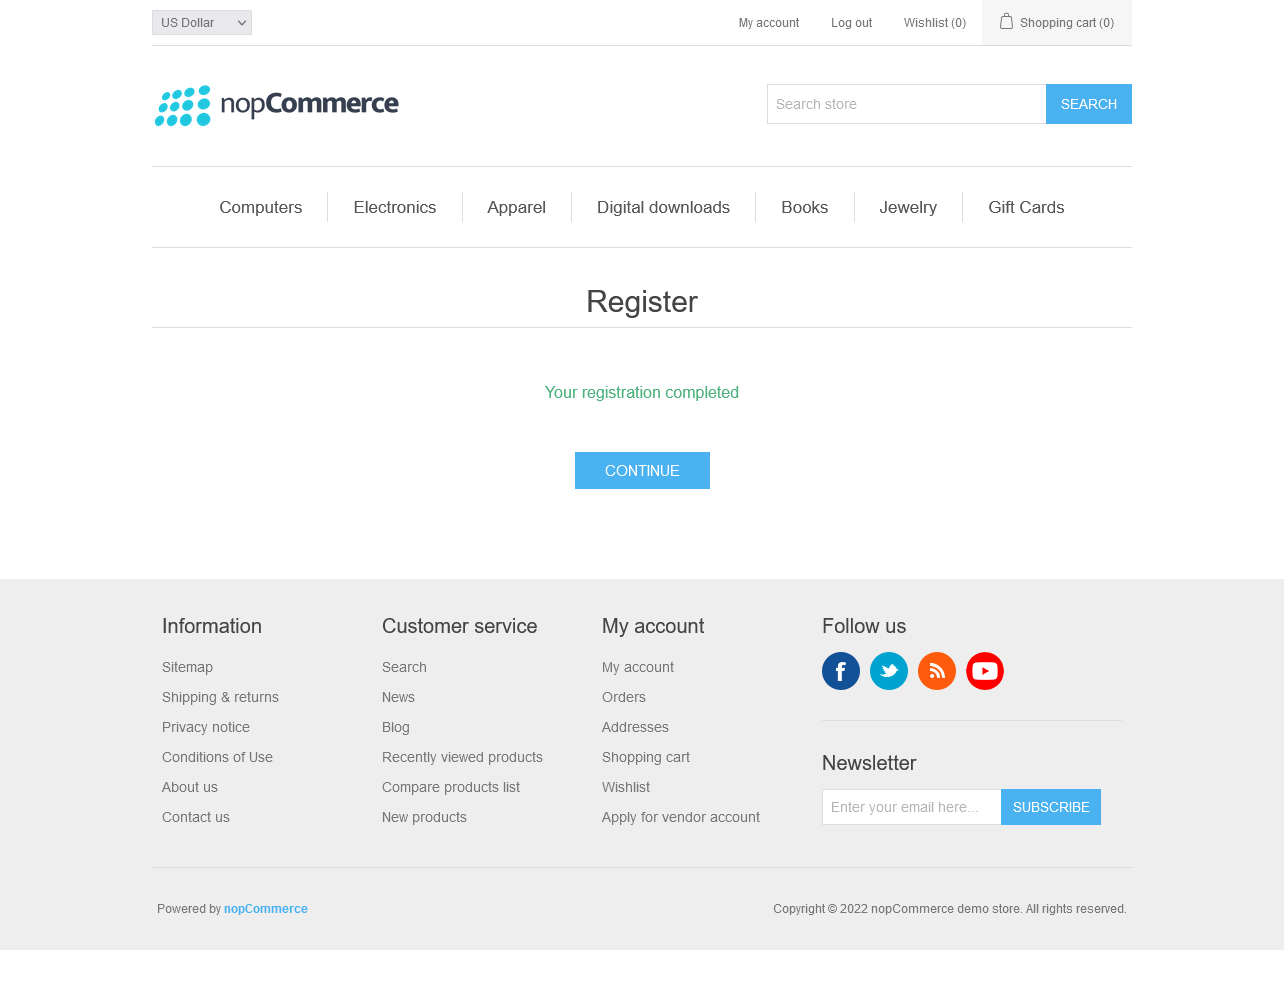 US Dollar
My account
Log out
Wishlist (0)
Shopping cart (0)
nopCommerce
Search store
SEARCH
Computers
Electronics
Apparel
Digital downloads
Books
Jewelry
Gift Cards
Register
Your registration completed
CONTINUE
Information
Sitemap
Shipping & returns
Privacy notice
Conditions of Use
About us
Contact us
Customer service
Search
News
Blog
Recently viewed products
Compare products list
New products
My account
My account
Orders
Addresses
Shopping cart
Wishlist
Apply for vendor account
Follow us
Newsletter
Enter your email here...
SUBSCRIBE
Powered by nopCommerce
Copyright © 2022 nopCommerce demo store. All rights reserved.